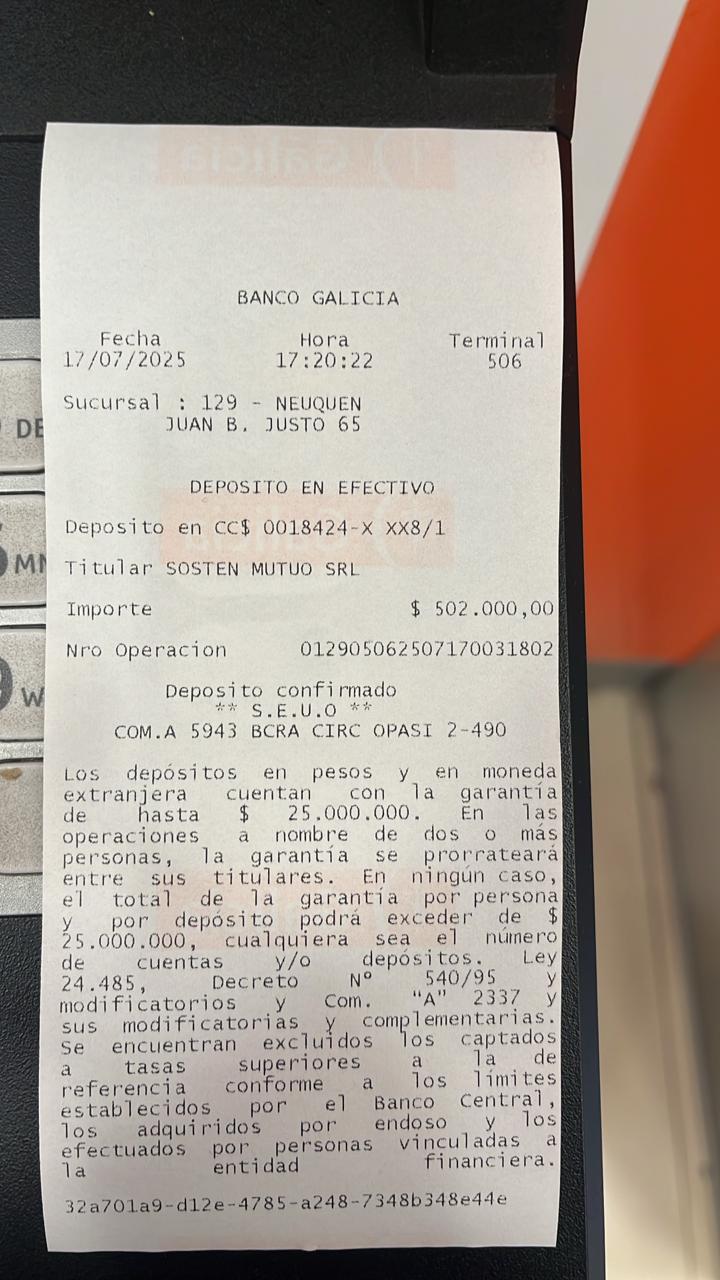 Galicia
BANCO GALICIA
Fecha Hora Terminal
17/07/2025 17:20:22 506
Sucursal : 129 - NEUQUEN
JUAN B. JUSTO 65
DEPOSITO EN EFECTIVO
Deposito en CC$ 0018424-X XX8/1
Titular SOSTEN MUTUO SRL
Importe $ 502.000,00
Nro Operacion 012905062507170031802
Deposito confirmado
** S.E.U.O **
COM.A 5943 BCRA CIRC OPASI 2-490
Los depósitos en pesos y en moneda
extranjera cuentan con la garantía
de hasta $ 25.000.000. En las
operaciones a nombre de dos o más
personas, la garantía se prorrateará
entre sus titulares. En ningún caso,
el total de la garantía por persona
y por depósito podrá exceder de $
25.000.000, cualquiera sea el número
de cuentas y/o depósitos. Ley
24.485, Decreto Nº 540/95 y
modificatorios y Com. "A" 2337 y
sus modificatorias y complementarias.
Se encuentran excluidos los captados
a tasas superiores a la de
referencia conforme a los límites
establecidos por el Banco Central,
los adquiridos por endoso y los
efectuados por personas vinculadas a
la entidad financiera.
32a701a9-d12e-4785-a248-7348b348e44e
DE
MN
9 W